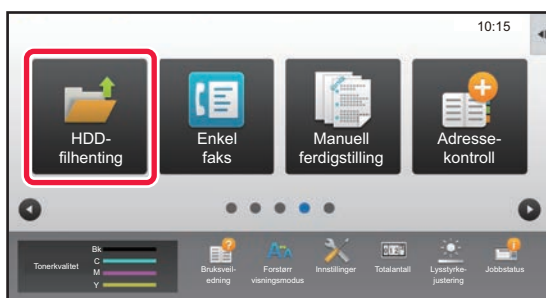 10:15
HDD-
filhenting
Enkel
faks
Manuell
ferdigstilling
Adresse-
kontroll
Tonerkvalitet
Bk
C
M
Y
Bruksveil-
edning
Forstørr
visningsmodus
Innstillinger
Totalantall
Lysstyrke-
justering
Jobbstatus